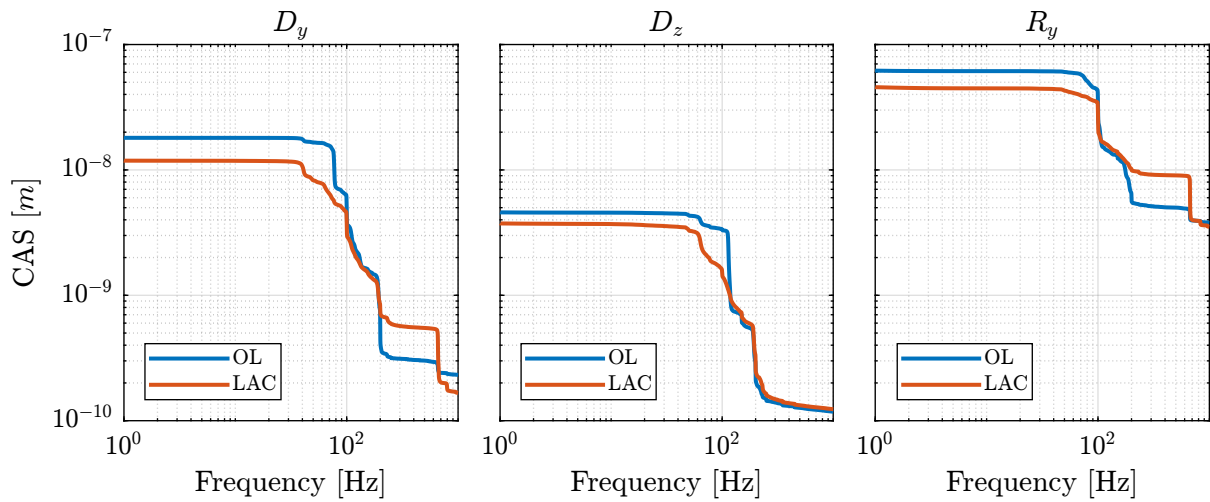 D_y
D_z
R_y
CAS [m]
10^{-7}
10^{-8}
10^{-9}
10^{-10}
OL
LAC
OL
LAC
OL
LAC
10^0
10^2
10^0
10^2
10^0
10^2
Frequency [Hz]
Frequency [Hz]
Frequency [Hz]